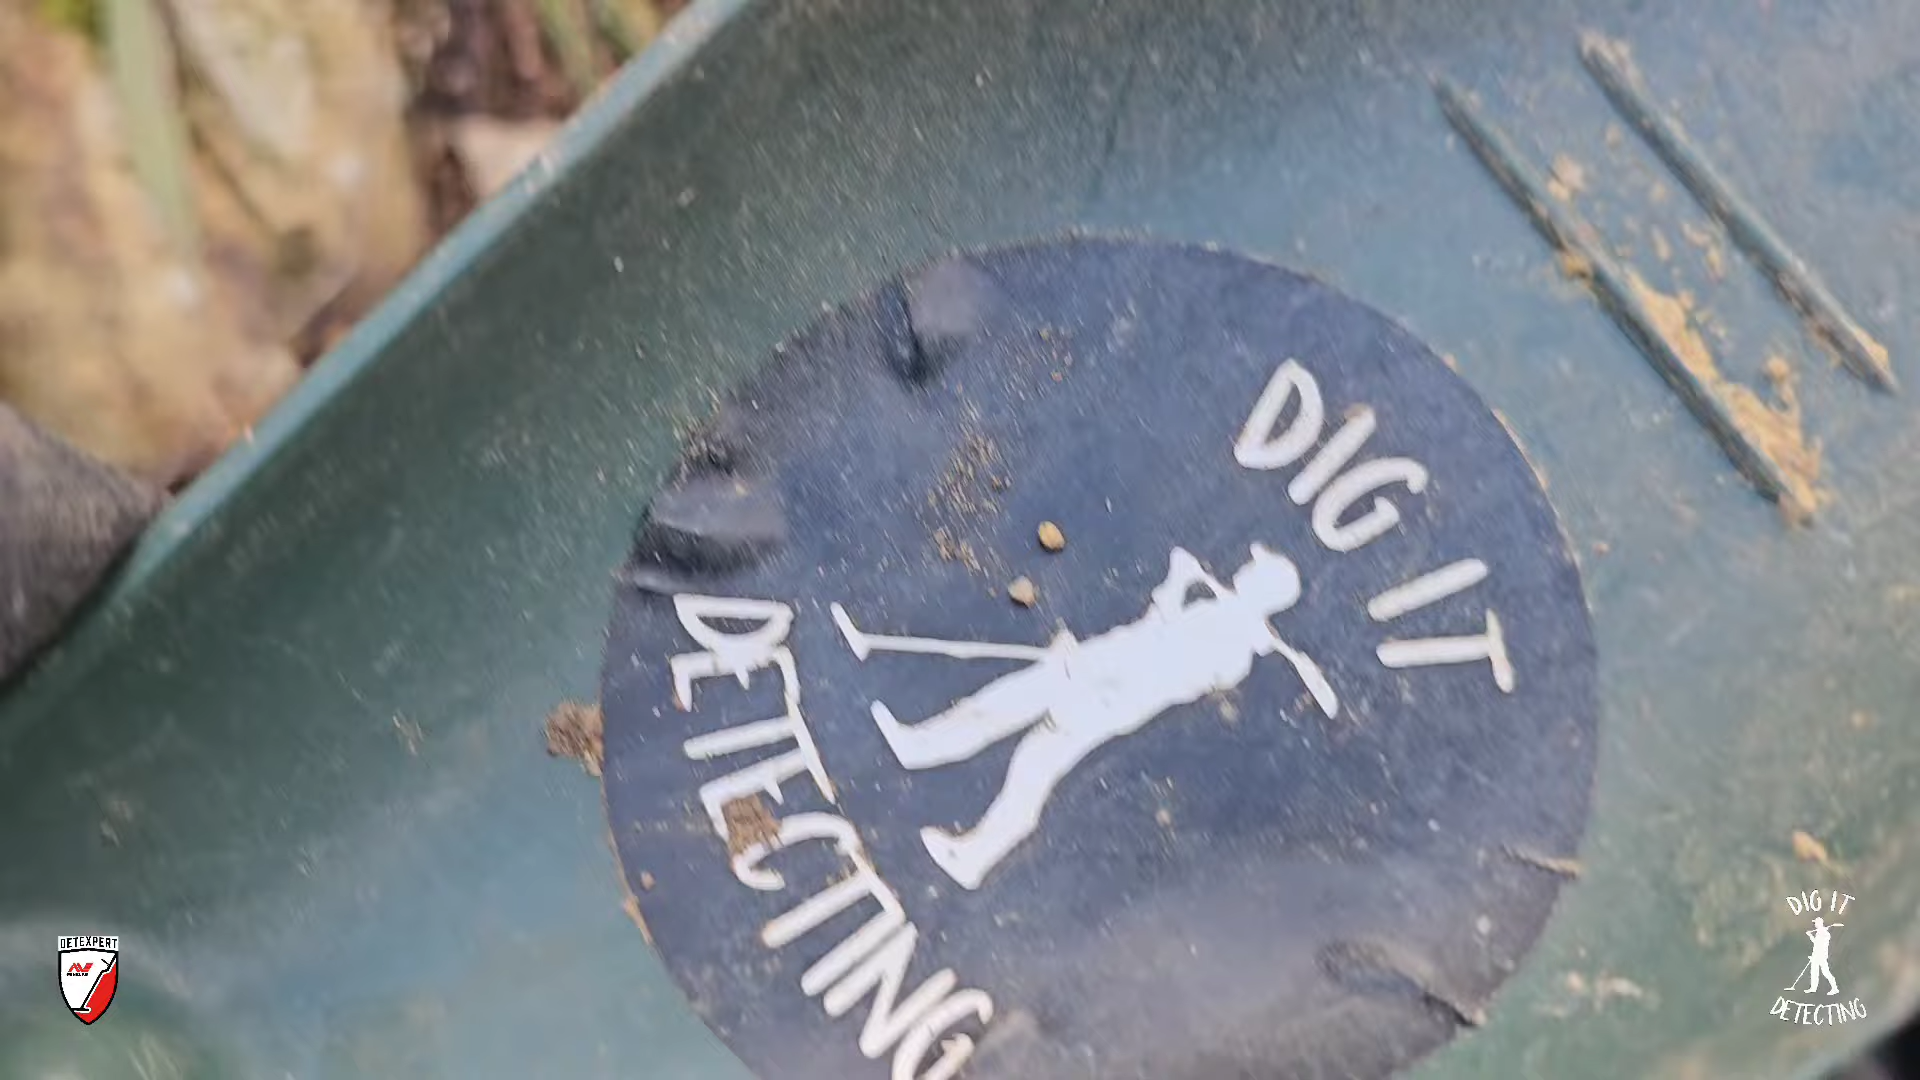 DIG IT
DETECTING
DETEXPERT
DIG IT
DETECTING